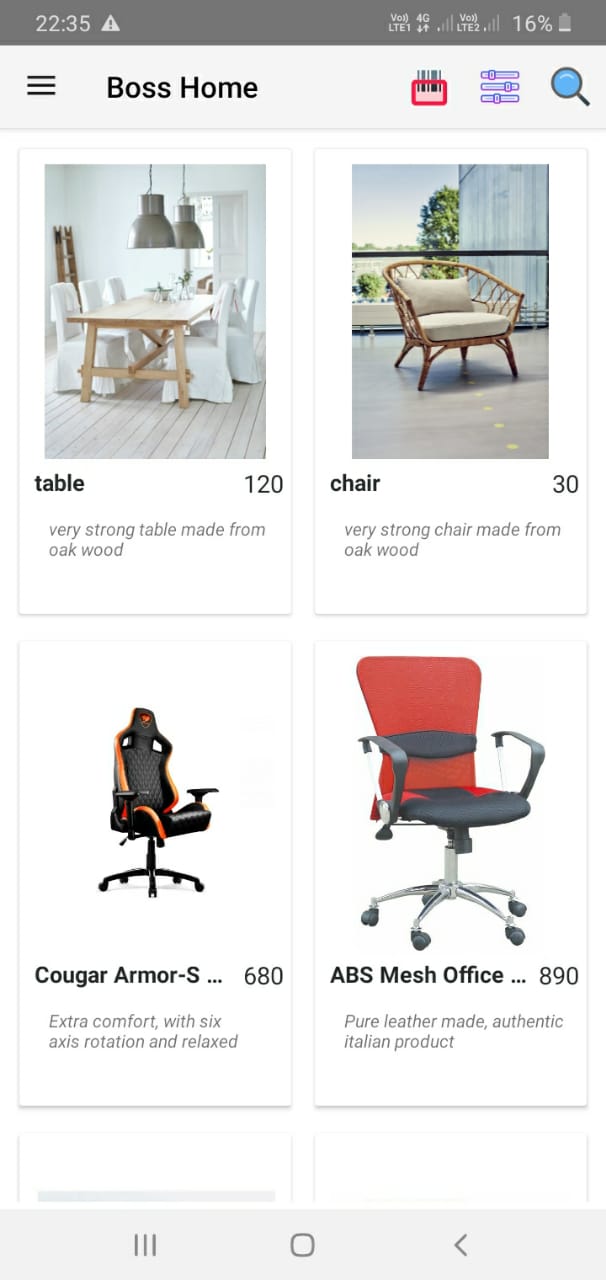 22:35
Vo)) 4G
LTE1
Vo))
LTE2
16%
Boss Home
table 120
very strong table made from
oak wood
chair 30
very strong chair made from
oak wood
Cougar Armor-S ... 680
Extra comfort, with six
axis rotation and relaxed
ABS Mesh Office ... 890
Pure leather made, authentic
italian product